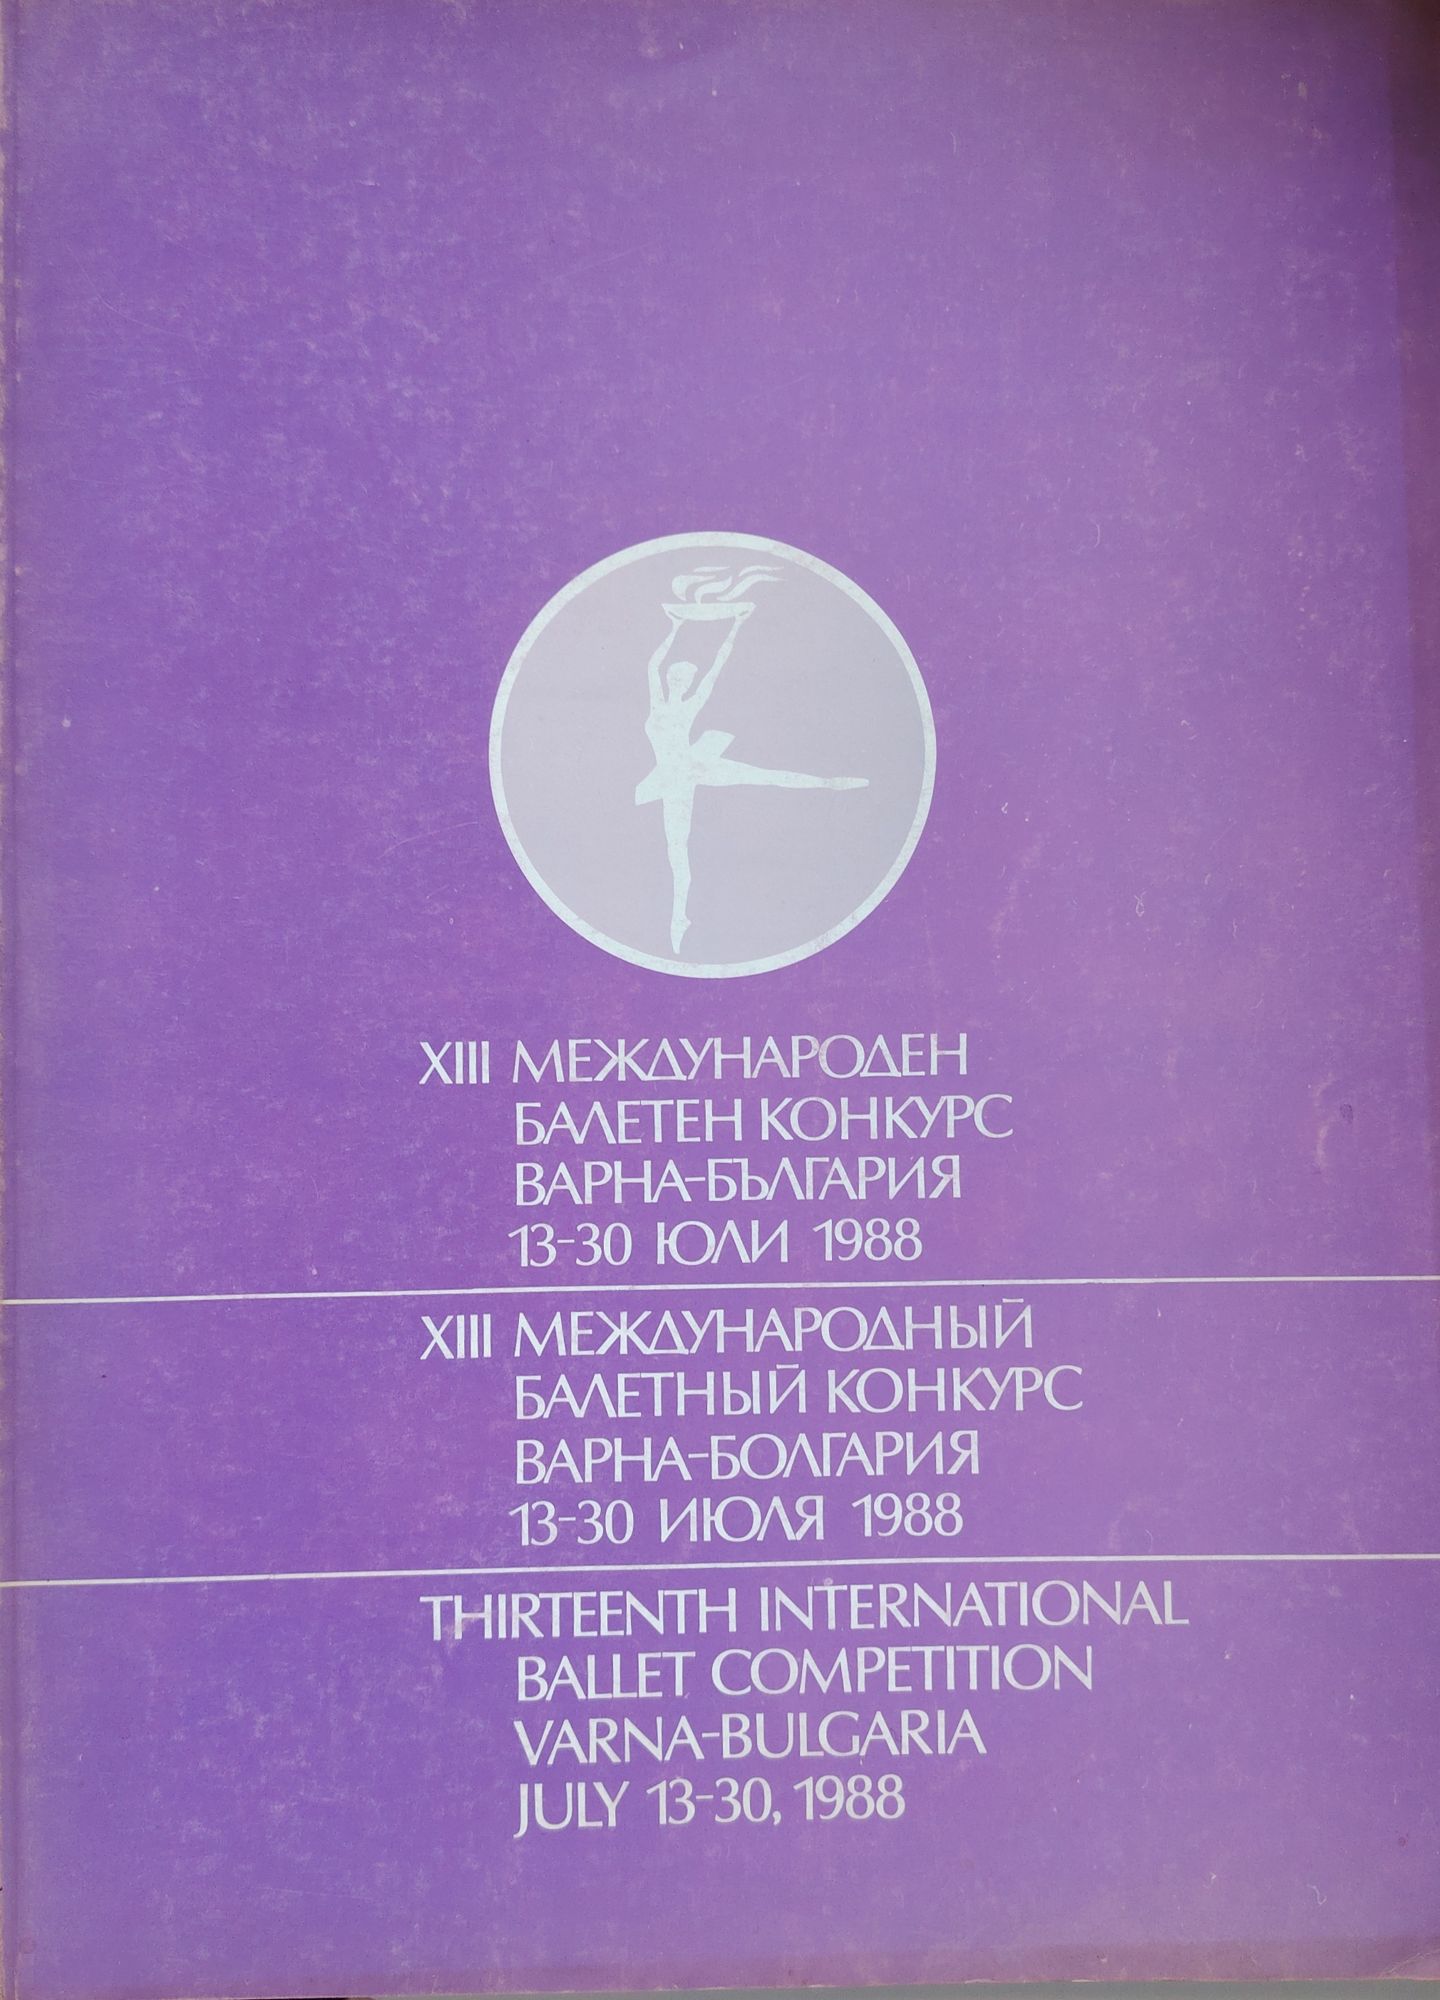 XIII МЕЖДУНАРОДЕН
БАЛЕТЕН КОНКУРС
ВАРНА-БЪЛГАРИЯ
13-30 ЮЛИ 1988
XIII МЕЖДУНАРОДНЫЙ
БАЛЕТНЫЙ КОНКУРС
ВАРНА-БОЛГАРИЯ
13-30 ИЮЛЯ 1988
THIRTEENTH INTERNATIONAL
BALLET COMPETITION
VARNA-BULGARIA
JULY 13-30, 1988